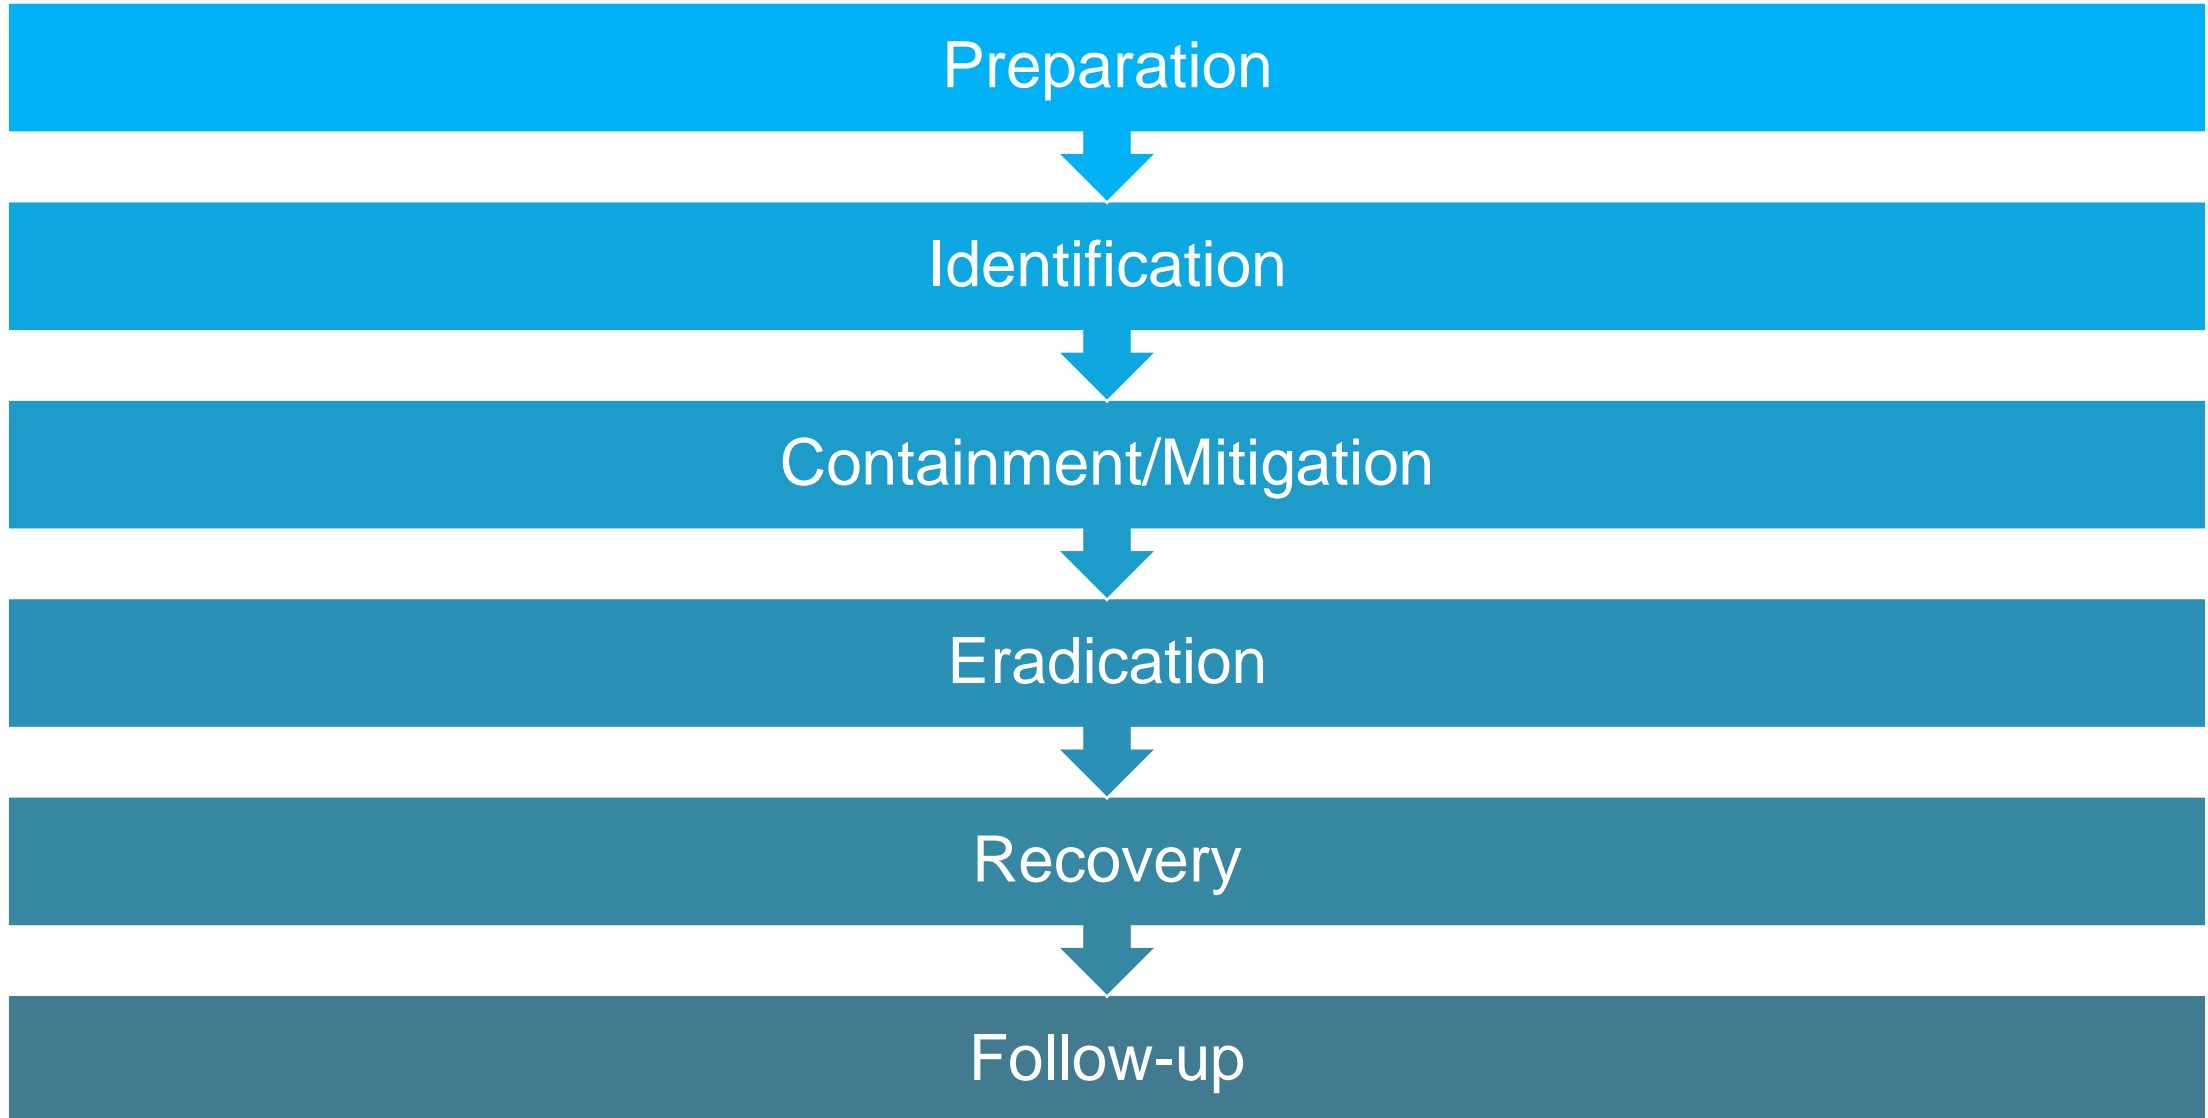 Preparation
Identification
Containment/Mitigation
Eradication
Recovery
Follow-up